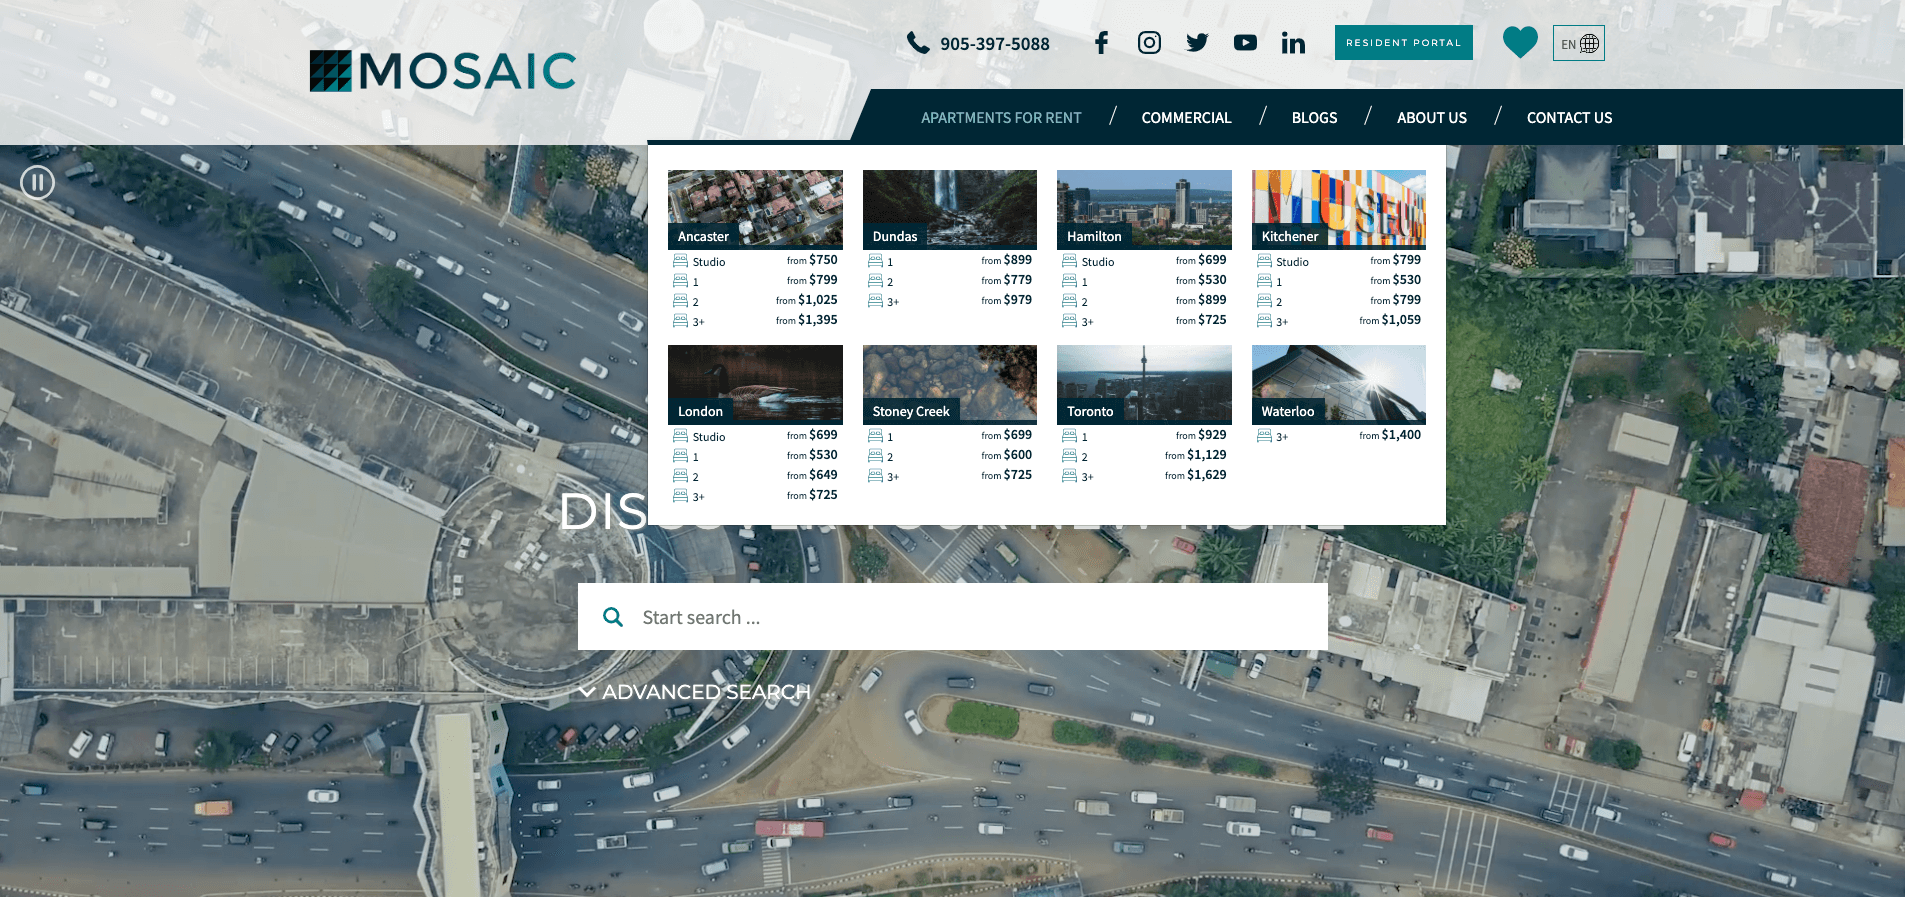 905-397-5088
RESIDENT PORTAL
EN
MOSAIC
APARTMENTS FOR RENT / COMMERCIAL / BLOGS / ABOUT US / CONTACT US
Ancaster
Studio from $750
1 from $799
2 from $1,025
3+ from $1,395
Dundas
1 from $899
2 from $779
3+ from $979
Hamilton
Studio from $699
1 from $530
2 from $899
3+ from $725
MUSEUM
Kitchener
Studio from $799
1 from $530
2 from $799
3+ from $1,059
London
Studio from $699
1 from $530
2 from $649
3+ from $725
Stoney Creek
1 from $699
2 from $600
3+ from $725
Toronto
1 from $929
2 from $1,129
3+ from $1,629
Waterloo
3+ from $1,400
DISCOVER YOUR NEW HOME
Start search ...
ADVANCED SEARCH